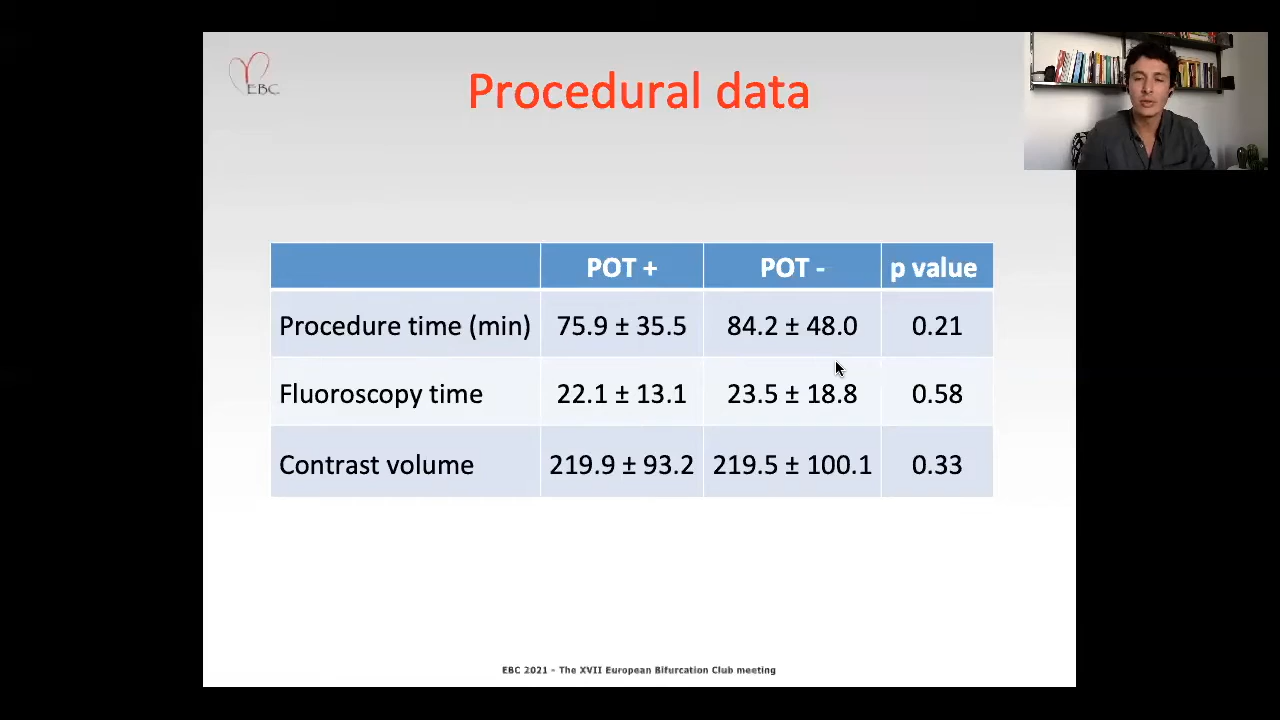 EBC
Procedural data
POT + POT - p value
Procedure time (min) 75.9 ± 35.5 84.2 ± 48.0 0.21
Fluoroscopy time 22.1 ± 13.1 23.5 ± 18.8 0.58
Contrast volume 219.9 ± 93.2 219.5 ± 100.1 0.33
EBC 2021 - The XVII European Bifurcation Club meeting